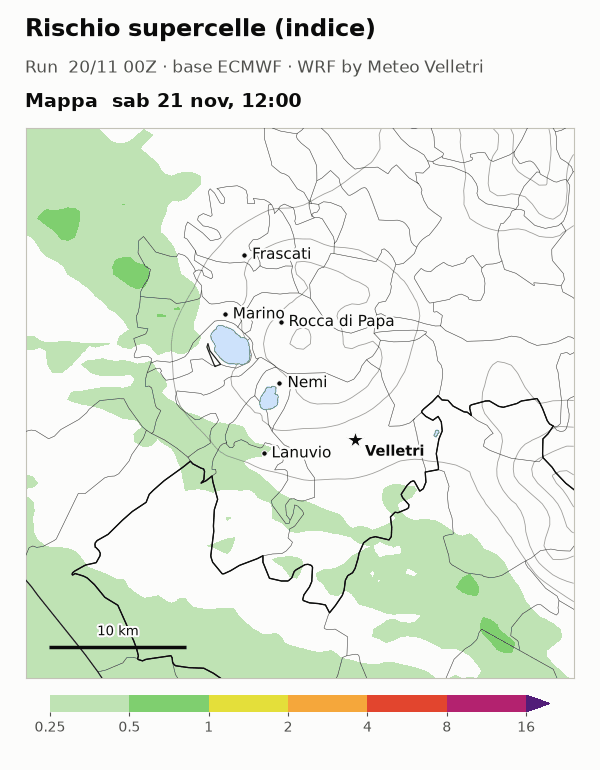 Rischio supercelle (indice)
Run  20/11 00Z · base ECMWF · WRF by Meteo Velletri
Mappa  sab 21 nov, 12:00
Frascati
Marino
Rocca di Papa
Nemi
Velletri
Lanuvio
10 km
0.25 0.5 1 2 4 8 16